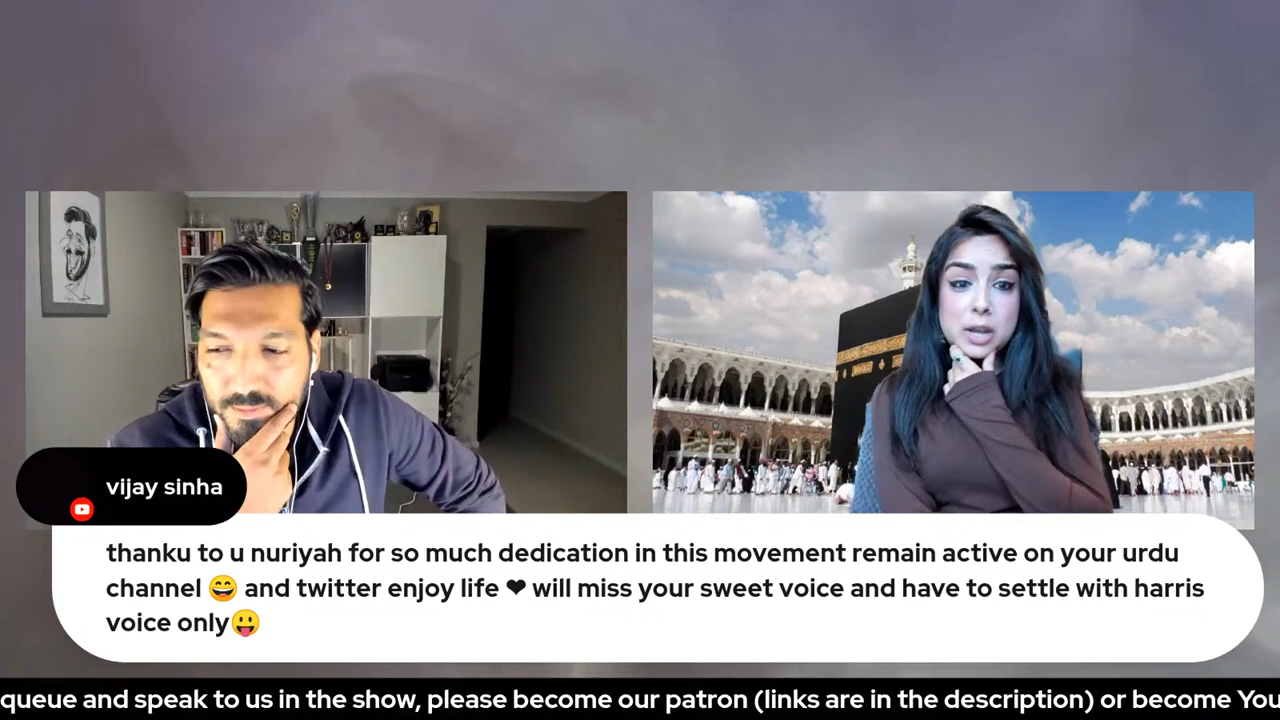 vijay sinha
thanku to u nuriyah for so much dedication in this movement remain active on your urdu
channel 😄 and twitter enjoy life ❤ will miss your sweet voice and have to settle with harris
voice only😛
queue and speak to us in the show, please become our patron (links are in the description) or become You